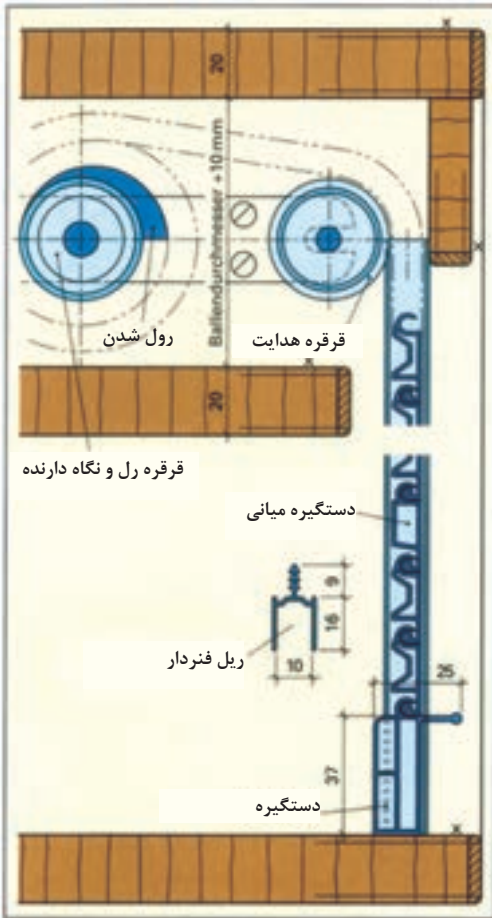 20
Ballendurchmesser +10 mm
رول شدن
قرقره هدایت
20
قرقره رل و نگاه دارنده
دستگیره میانی
9
16
ریل فنردار
10
26
37
دستگیره